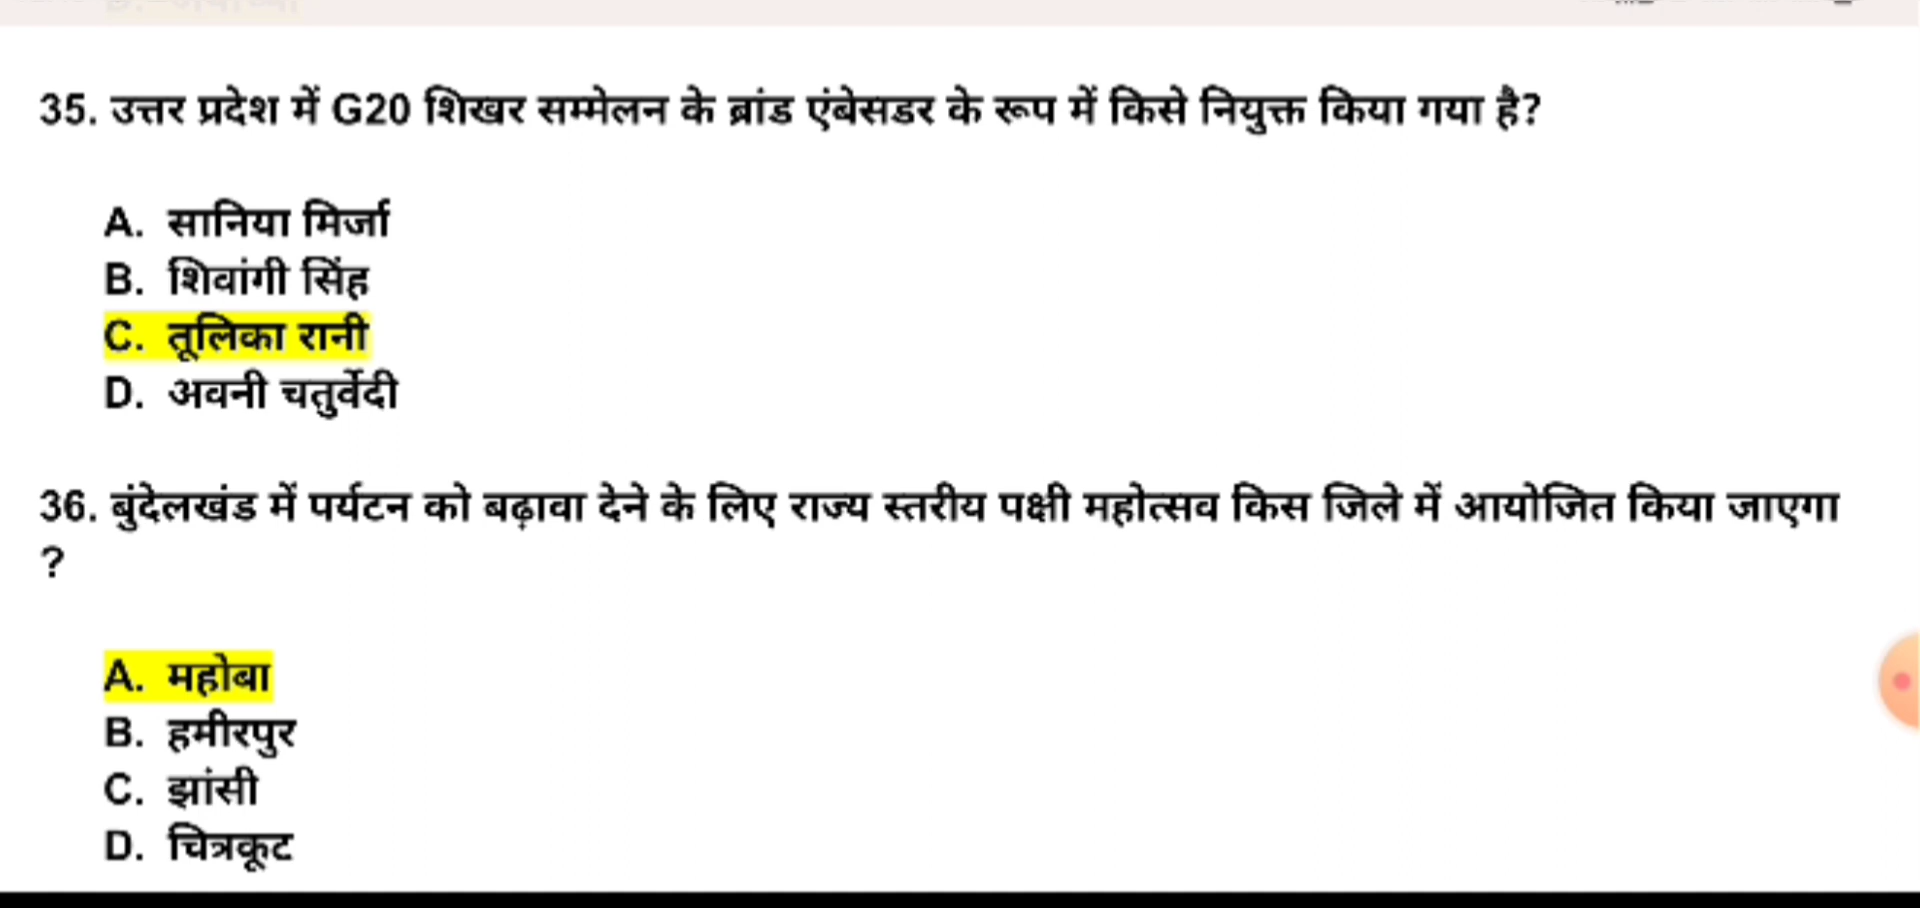 35. उत्तर प्रदेश में G20 शिखर सम्मेलन के ब्रांड एंबेसडर के रूप में किसे नियुक्त किया गया है?
A. सानिया मिर्जा
B. शिवांगी सिंह
C. तूलिका रानी
D. अवनी चतुर्वेदी
36. बुंदेलखंड में पर्यटन को बढ़ावा देने के लिए राज्य स्तरीय पक्षी महोत्सव किस जिले में आयोजित किया जाएगा
?
A. महोबा
B. हमीरपुर
C. झांसी
D. चित्रकूट